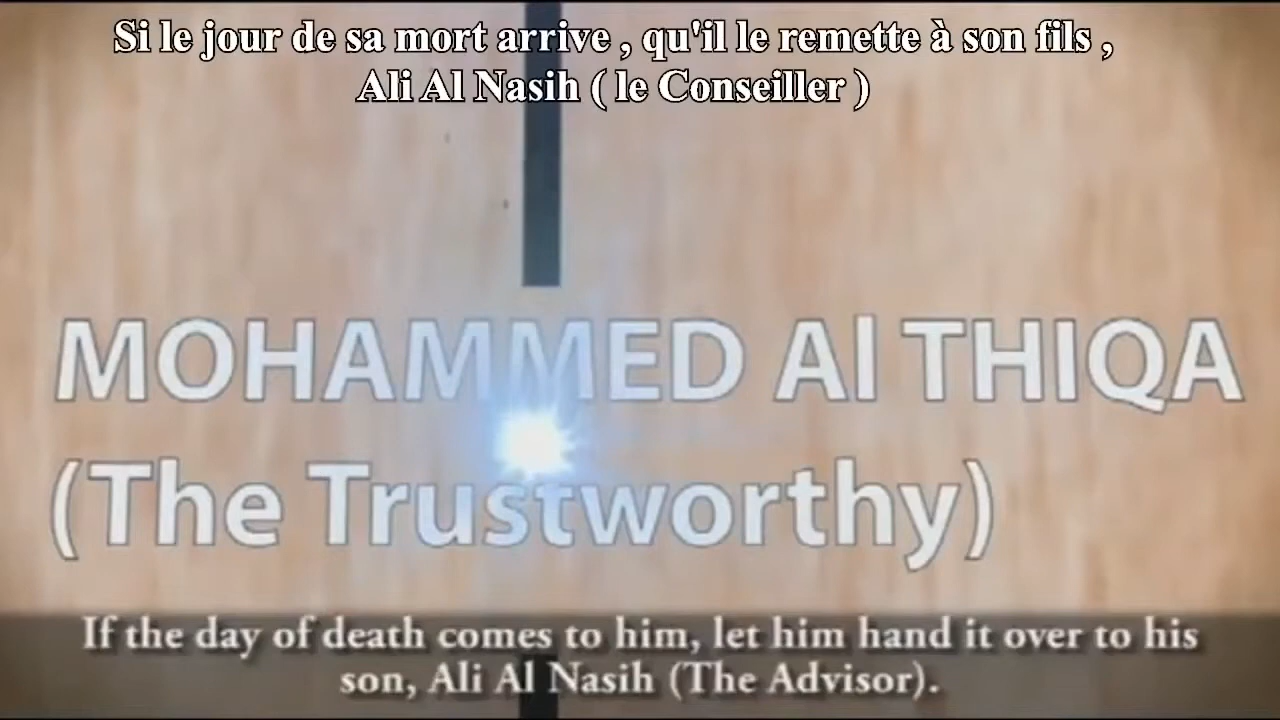 Si le jour de sa mort arrive , qu'il le remette à son fils ,
Ali Al Nasih ( le Conseiller )
MOHAMMED Al THIQA
(The Trustworthy)
If the day of death comes to him, let him hand it over to his
son, Ali Al Nasih (The Advisor).